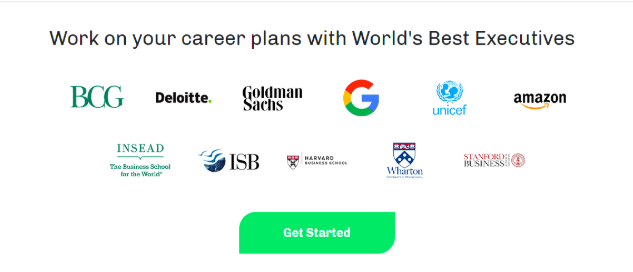 Work on your career plans with World's Best Executives
BCG Deloitte. Goldman Sachs G unicef amazon
INSEAD
The Business School
for the World®
ISB
HARVARD
BUSINESS SCHOOL
Wharton
STANFORD
BUSINESS
Get Started